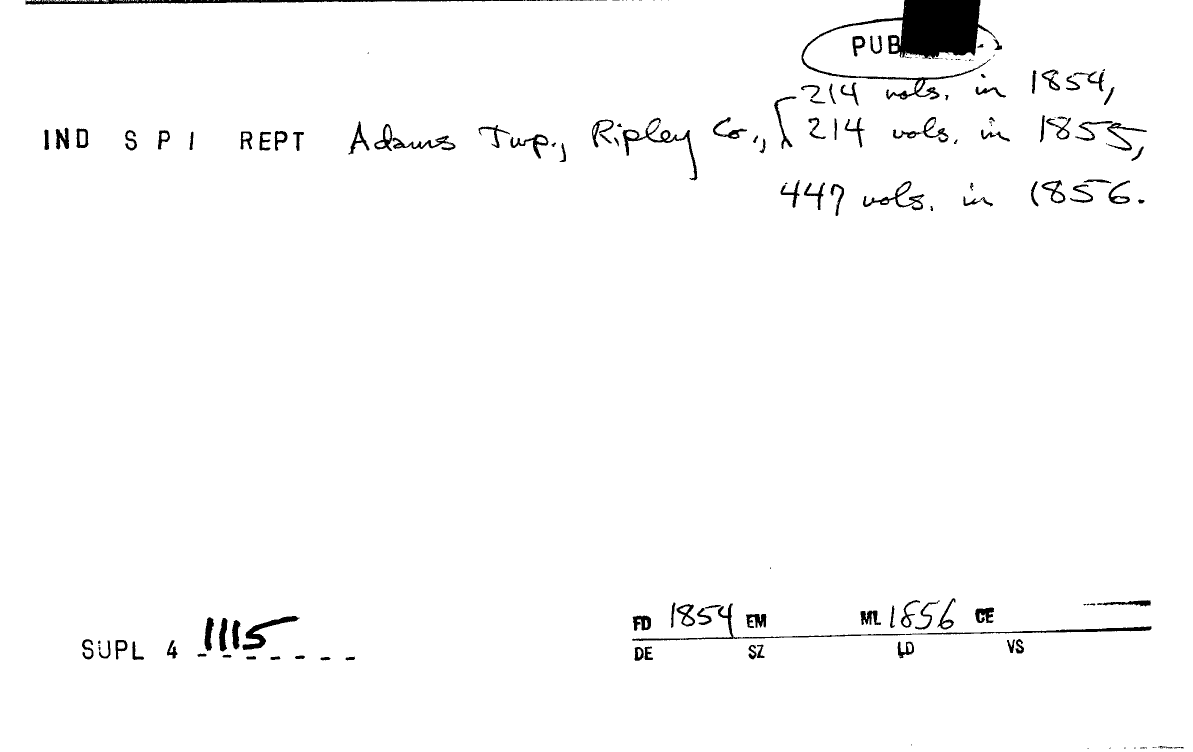 PUB
214 vols. in 1854,
IND S P I REPT Adams Twp., Ripley Co., 214 vols. in 1855,
447 vols. in 1856.
SUPL 4 1115
FD 1854 EM ML 1856 CE
DE SZ LD VS